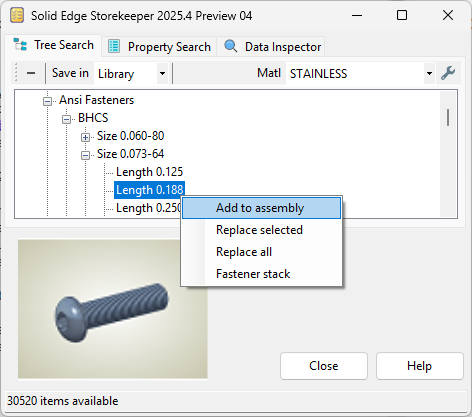 Solid Edge Storekeeper 2025.4 Preview 04
Tree Search Property Search Data Inspector
Save in Library Matl STAINLESS
Ansi Fasteners
BHCS
Size 0.060-80
Size 0.073-64
Length 0.125
Length 0.188
Length 0.250
Add to assembly
Replace selected
Replace all
Fastener stack
Close Help
30520 items available